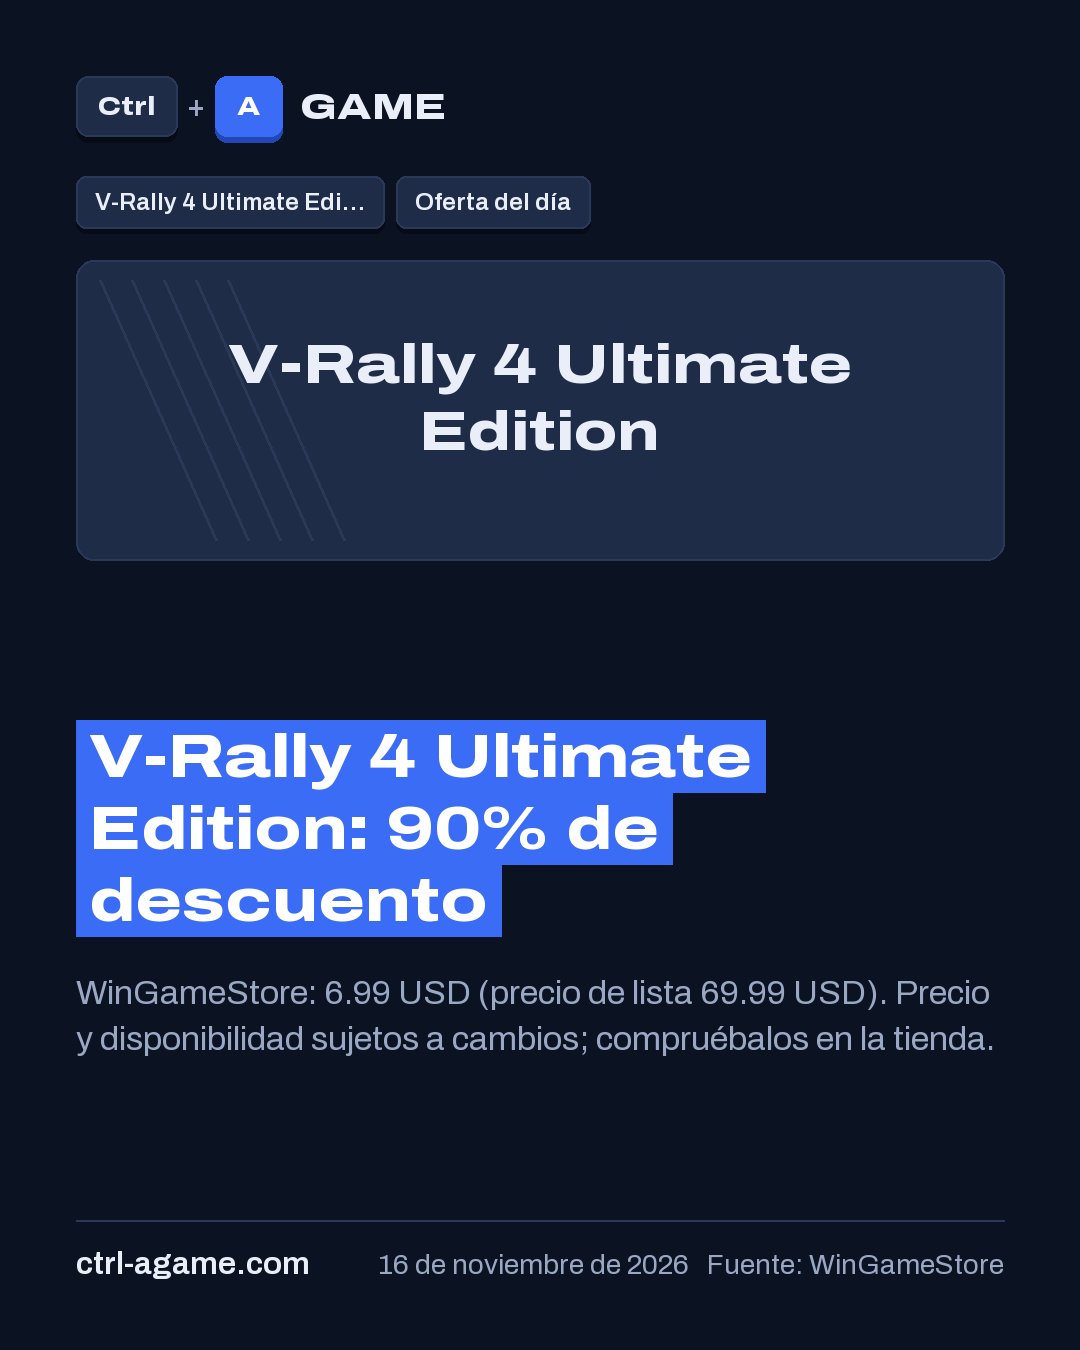 Ctrl + A GAME
V-Rally 4 Ultimate Edi... Oferta del día
V-Rally 4 Ultimate
Edition
V-Rally 4 Ultimate
Edition: 90% de
descuento
WinGameStore: 6.99 USD (precio de lista 69.99 USD). Precio
y disponibilidad sujetos a cambios; compruébalos en la tienda.
ctrl-agame.com 16 de noviembre de 2026 Fuente: WinGameStore